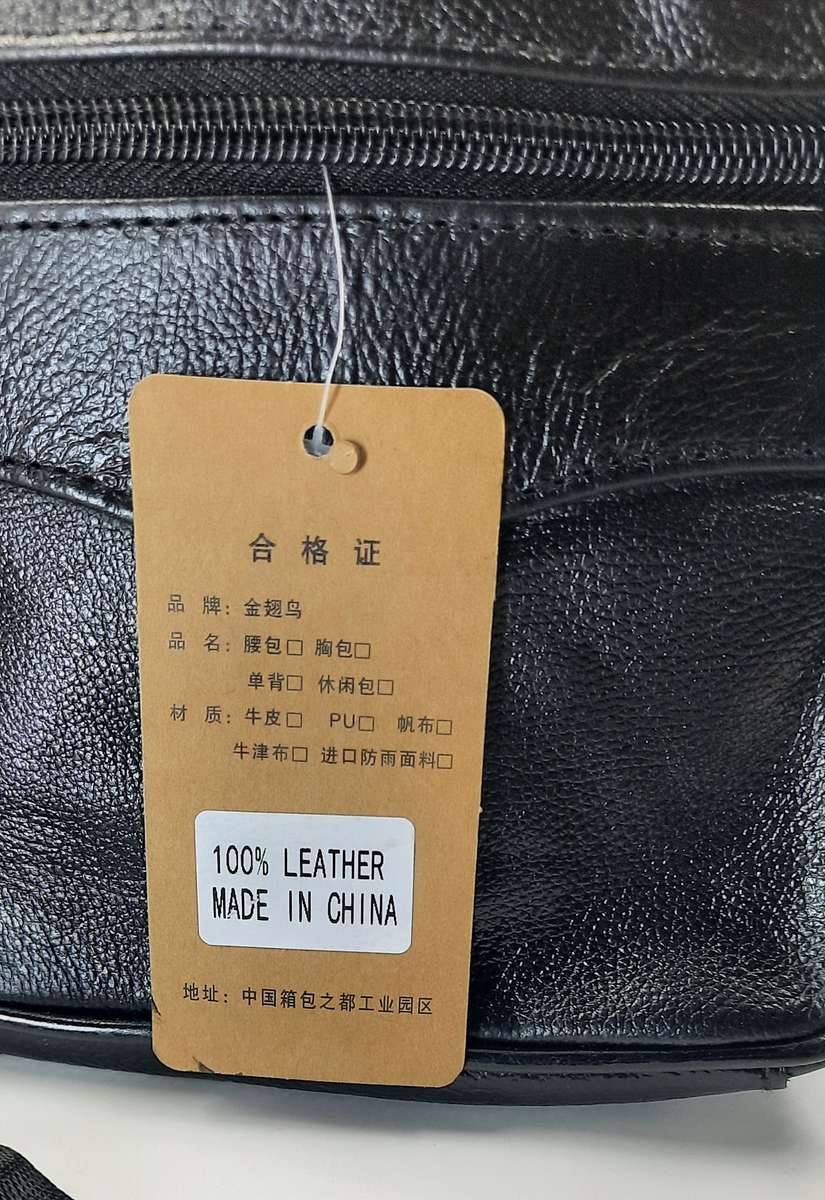 合格证
品 牌：金翅鸟
品 名：腰包□ 胸包□
单背□ 休闲包□
材 质：牛皮□ PU□ 帆布□
牛津布□ 进口防雨面料□
100% LEATHER
MADE IN CHINA
地址：中国箱包之都工业园区